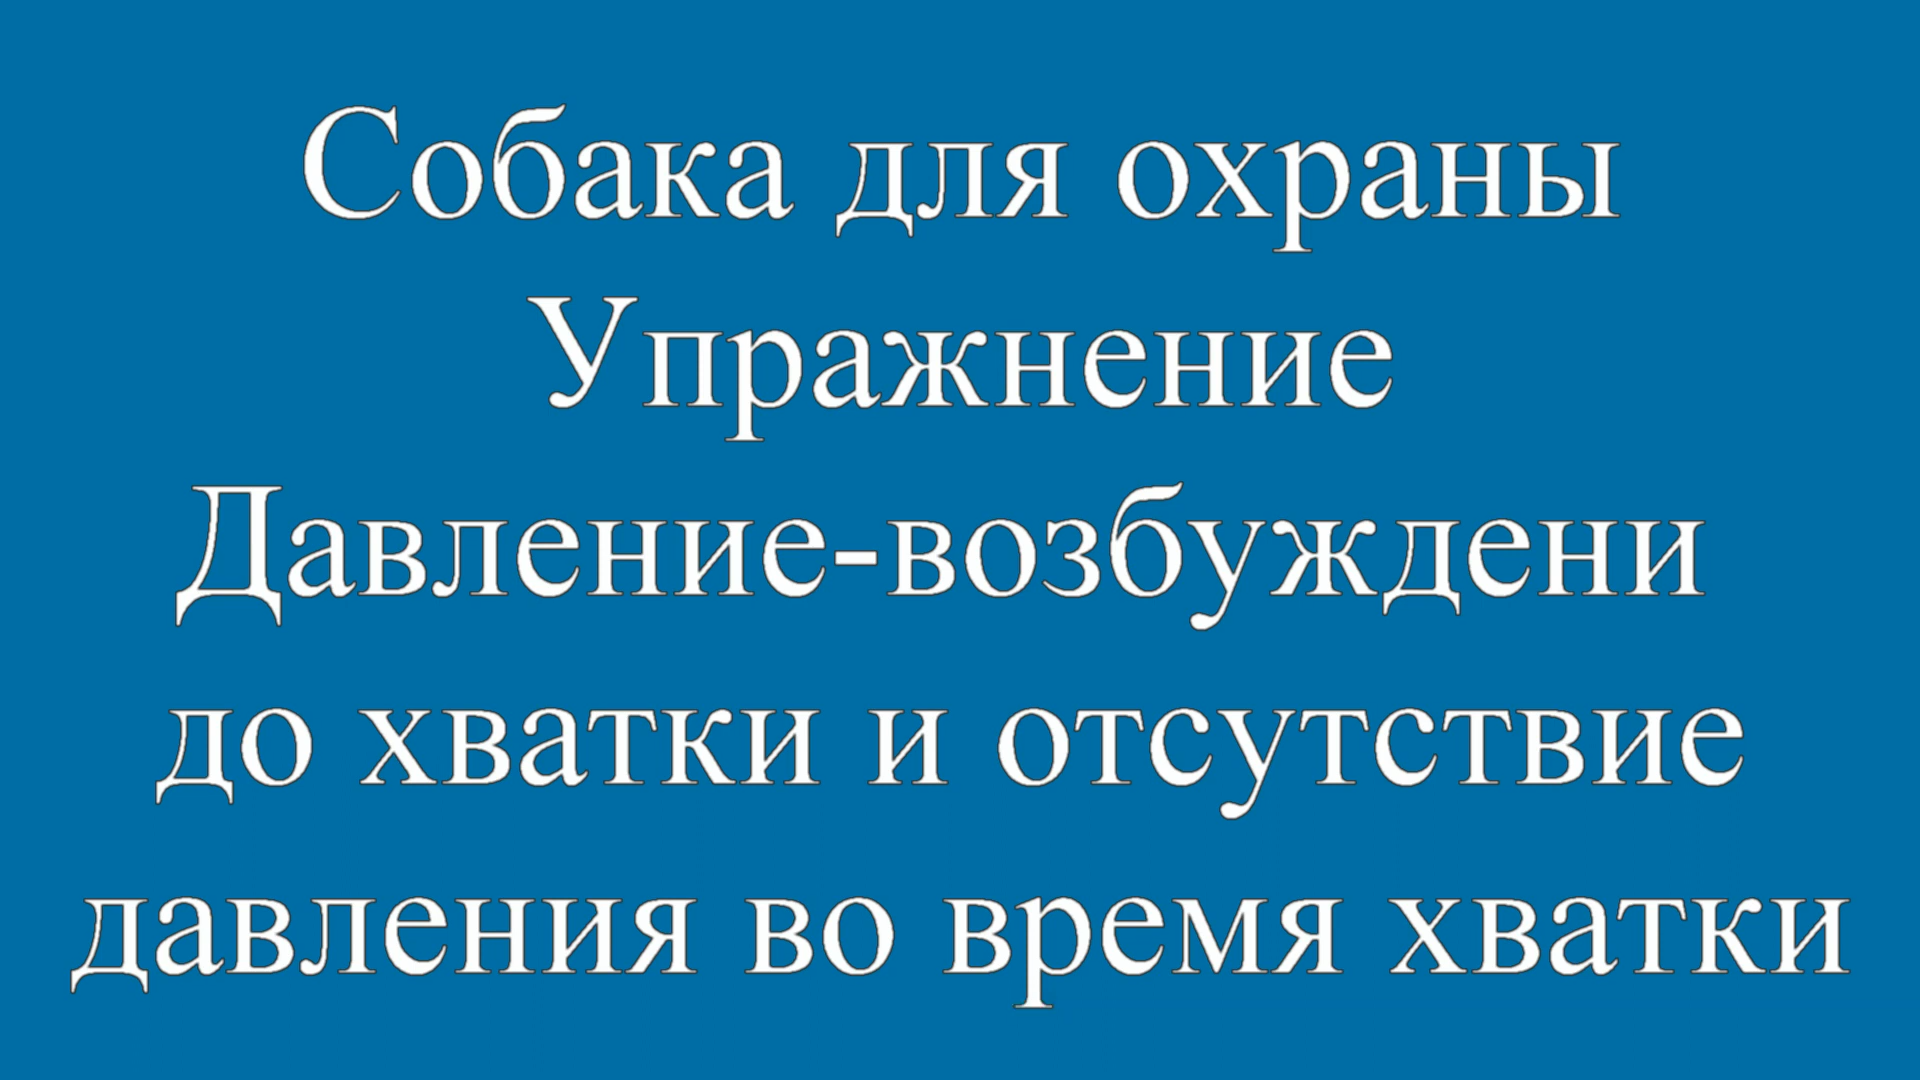 Собака для охраны
Упражнение
Давление-возбуждени
до хватки и отсутствие
давления во время хватки